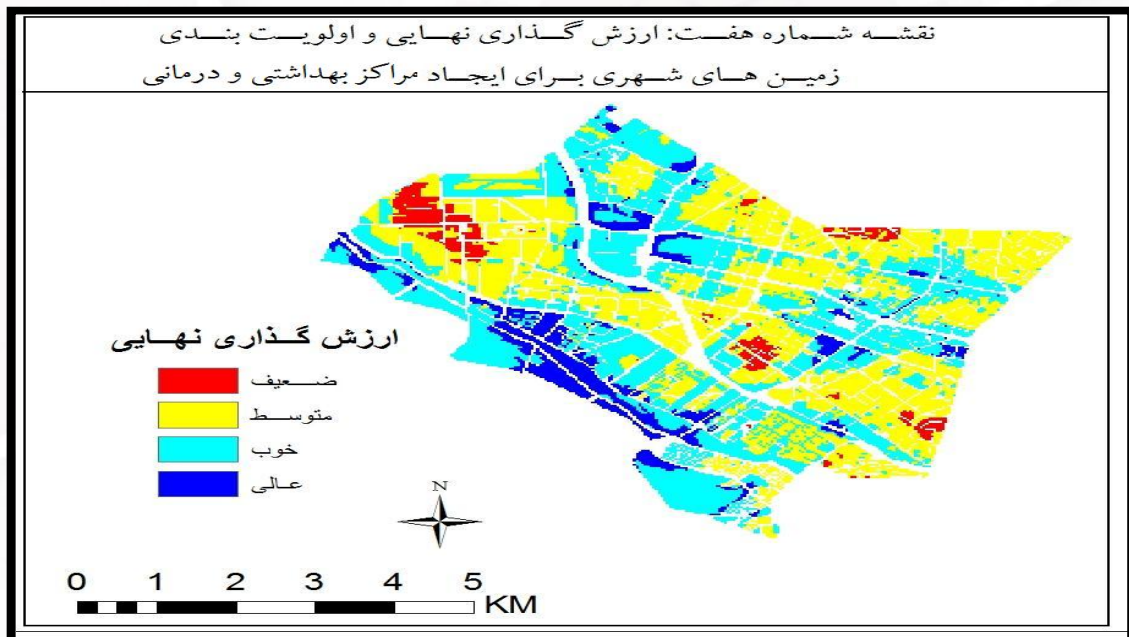 نقشه شماره هفت: ارزش گذاری نهایی و اولویت بندی
زمین های شهری برای ایجاد مراکز بهداشتی و درمانی
ارزش گذاری نهایی
ضعیف
متوسط
خوب
عالی
N
0 1 2 3 4 5
KM